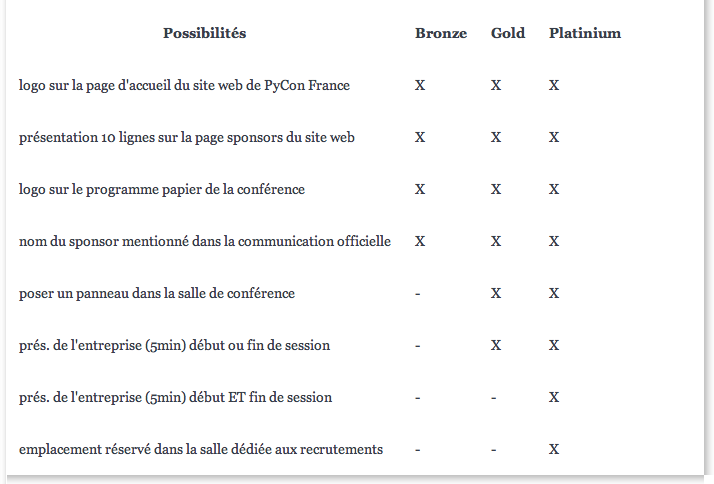 Possibilités Bronze Gold Platinium
logo sur la page d'accueil du site web de PyCon France X X X
présentation 10 lignes sur la page sponsors du site web X X X
logo sur le programme papier de la conférence X X X
nom du sponsor mentionné dans la communication officielle X X X
poser un panneau dans la salle de conférence - X X
prés. de l'entreprise (5min) début ou fin de session - X X
prés. de l'entreprise (5min) début ET fin de session - - X
emplacement réservé dans la salle dédiée aux recrutements - - X